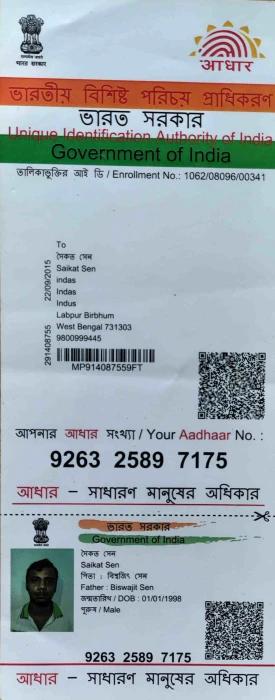 भारत सरकार
আধাৰ
ভারতীয় বিশিষ্ট পরিচয় প্রাধিকরণ
ভারত সরকার
Unique Identification Authority of India
Government of India
তালিকাভুক্তির আই ডি / Enrollment No.: 1062/08096/00341
22/09/2015
291408755
To
সৈকত সেন
Saikat Sen
indas
Indas
Indus
Labpur Birbhum
West Bengal 731303
9800999445
MP914087559FT
আপনার আধার সংখ্যা / Your Aadhaar No. :
9263 2589 7175
আধার – সাধারণ মানুষের অধিকার
ভারত সরকার
Government of India
সৈকত সেন
Saikat Sen
পিতা : বিশ্বজিৎ সেন
Father : Biswajit Sen
জন্মতারিখ / DOB : 01/01/1998
পুরুষ / Male
9263 2589 7175
আধার – সাধারণ মানুষের অধিকার